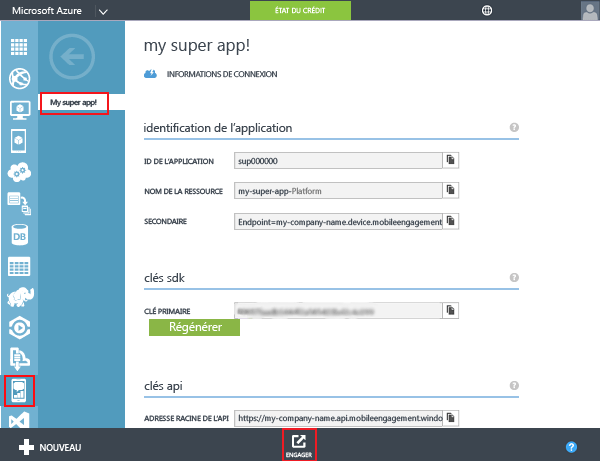 Microsoft Azure
ÉTAT DU CRÉDIT
my super app!
INFORMATIONS DE CONNEXION
My super app!
identification de l'application
?
ID DE L'APPLICATION
sup000000
NOM DE LA RESSOURCE
my-super-app-Platform
SECONDAIRE
Endpoint=my-company-name.device.mobileengagement
DB
clés sdk
?
CLÉ PRIMAIRE
Régénérer
clés api
?
ADRESSE RACINE DE L'API
https://my-company-name.api.mobileengagement.windo
NOUVEAU
ENGAGER
?